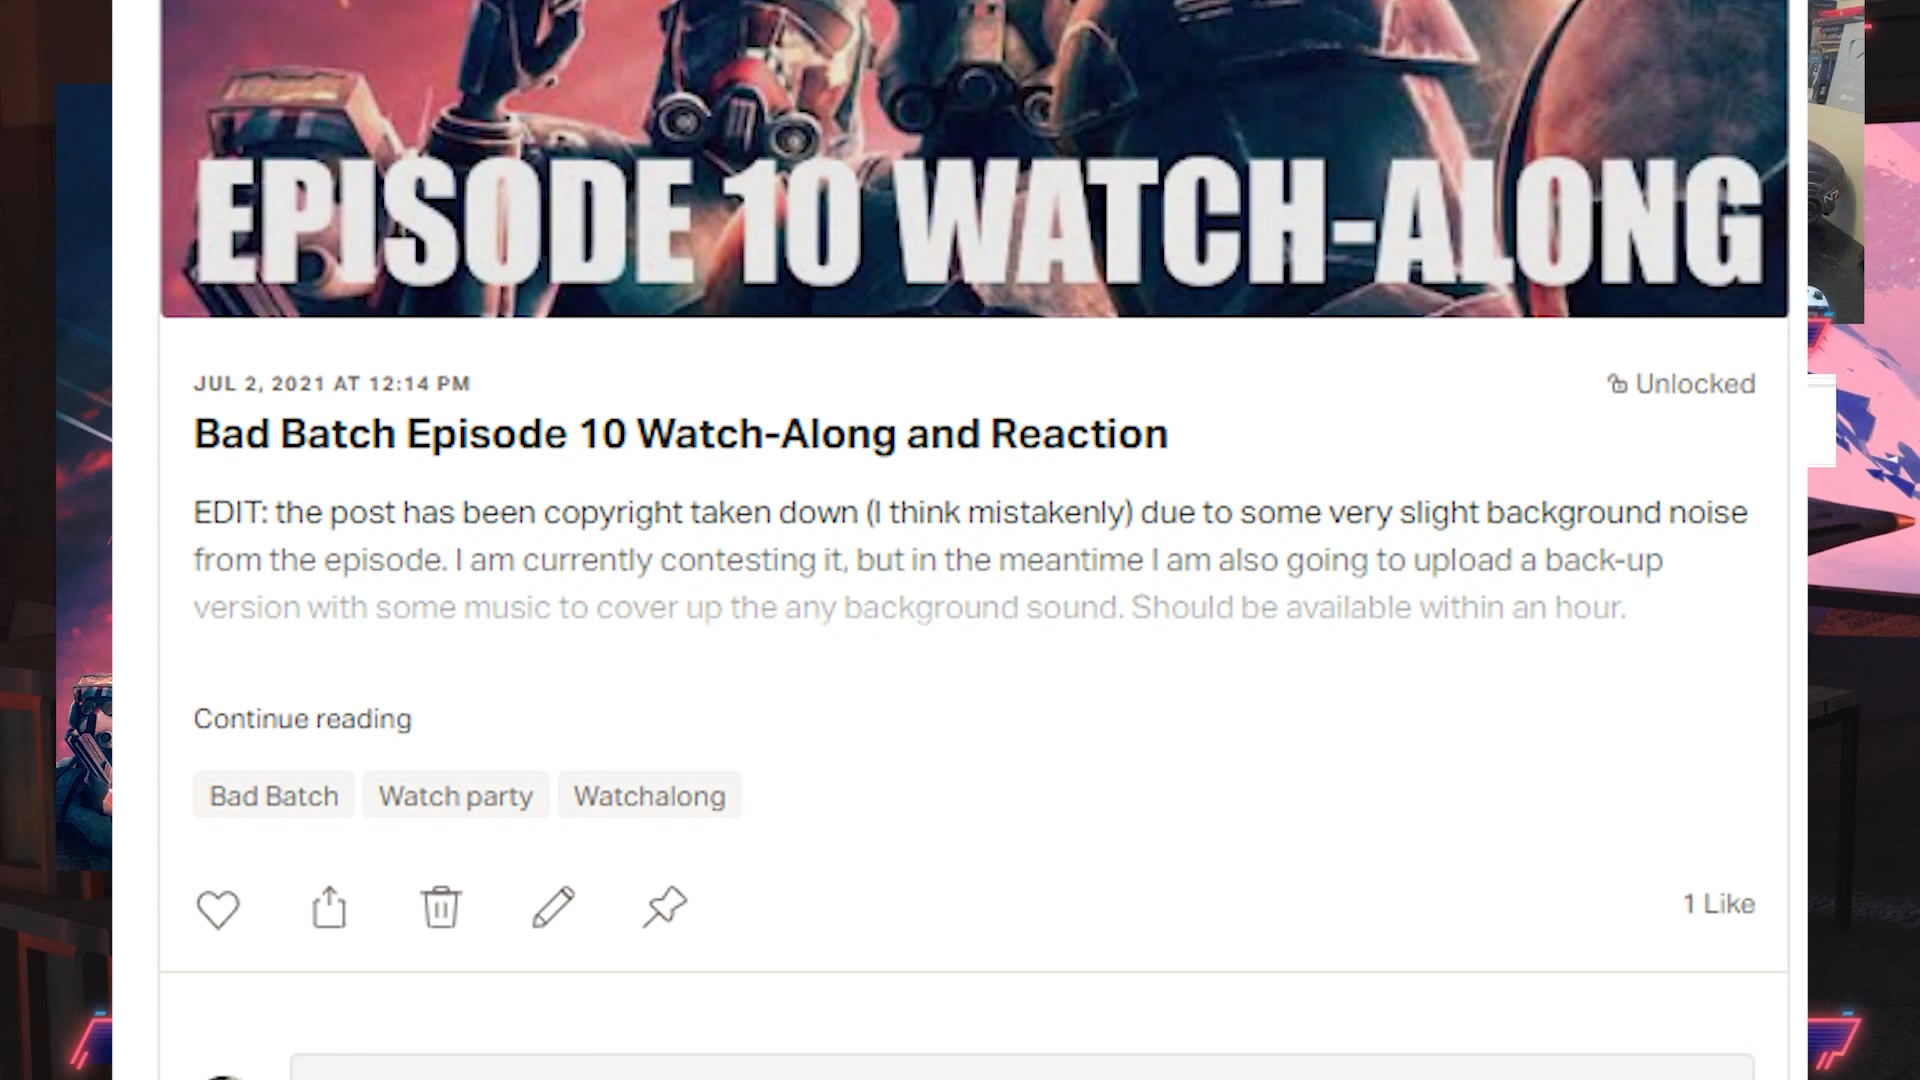 EPISODE 10 WATCH-ALONG
JUL 2, 2021 AT 12:14 PM
Unlocked
Bad Batch Episode 10 Watch-Along and Reaction
EDIT: the post has been copyright taken down (I think mistakenly) due to some very slight background noise
from the episode. I am currently contesting it, but in the meantime I am also going to upload a back-up
version with some music to cover up the any background sound. Should be available within an hour.
Continue reading
Bad Batch
Watch party
Watchalong
1 Like
N7